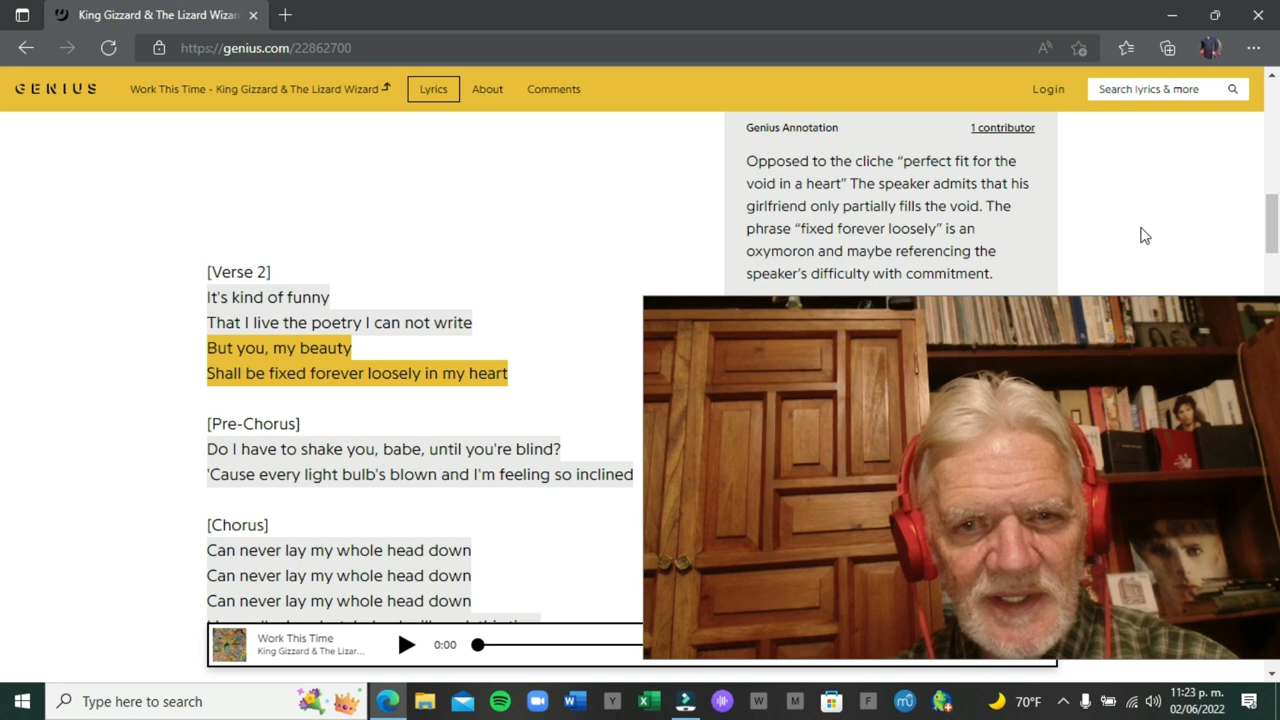 King Gizzard & The Lizard Wizar
https://genius.com/22862700
GENIUS
Work This Time - King Gizzard & The Lizard Wizard
Lyrics
About
Comments
Login
Search lyrics & more
Genius Annotation
1 contributor
Opposed to the cliche “perfect fit for the
void in a heart” The speaker admits that his
girlfriend only partially fills the void. The
phrase “fixed forever loosely” is an
oxymoron and maybe referencing the
speaker’s difficulty with commitment.
[Verse 2]
It's kind of funny
That I live the poetry I can not write
But you, my beauty
Shall be fixed forever loosely in my heart
[Pre-Chorus]
Do I have to shake you, babe, until you're blind?
'Cause every light bulb's blown and I'm feeling so inclined
[Chorus]
Can never lay my whole head down
Can never lay my whole head down
Can never lay my whole head down
Work This Time
King Gizzard & The Lizar...
0:00
Type here to search
70°F
11:23 p. m.
02/06/2022